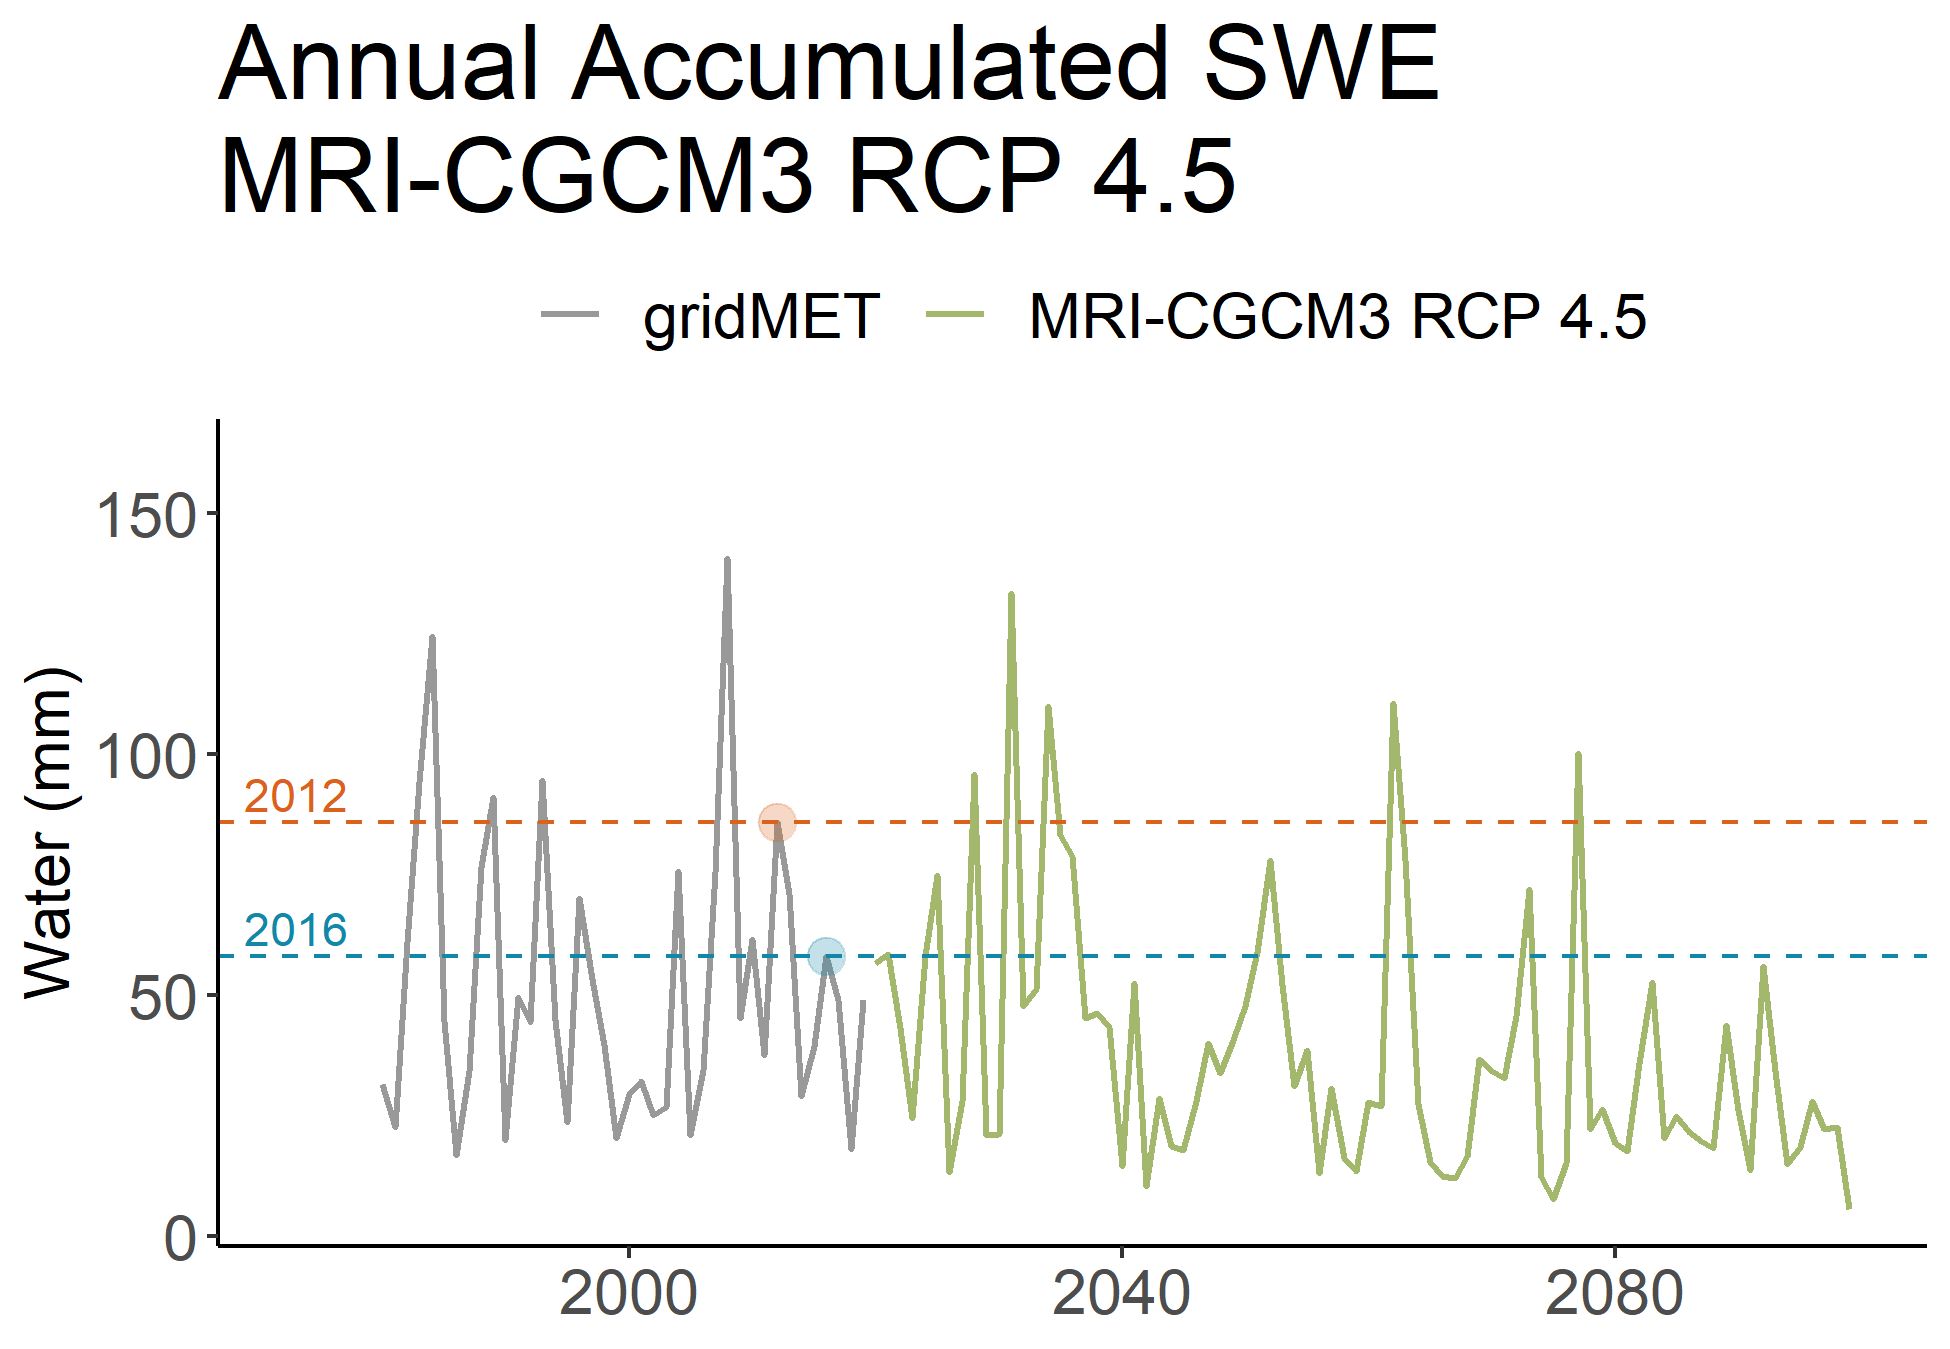 Annual Accumulated SWE
MRI-CGCM3 RCP 4.5
gridMET MRI-CGCM3 RCP 4.5
Water (mm)
150
100
50
0
2012
2016
2000 2040 2080